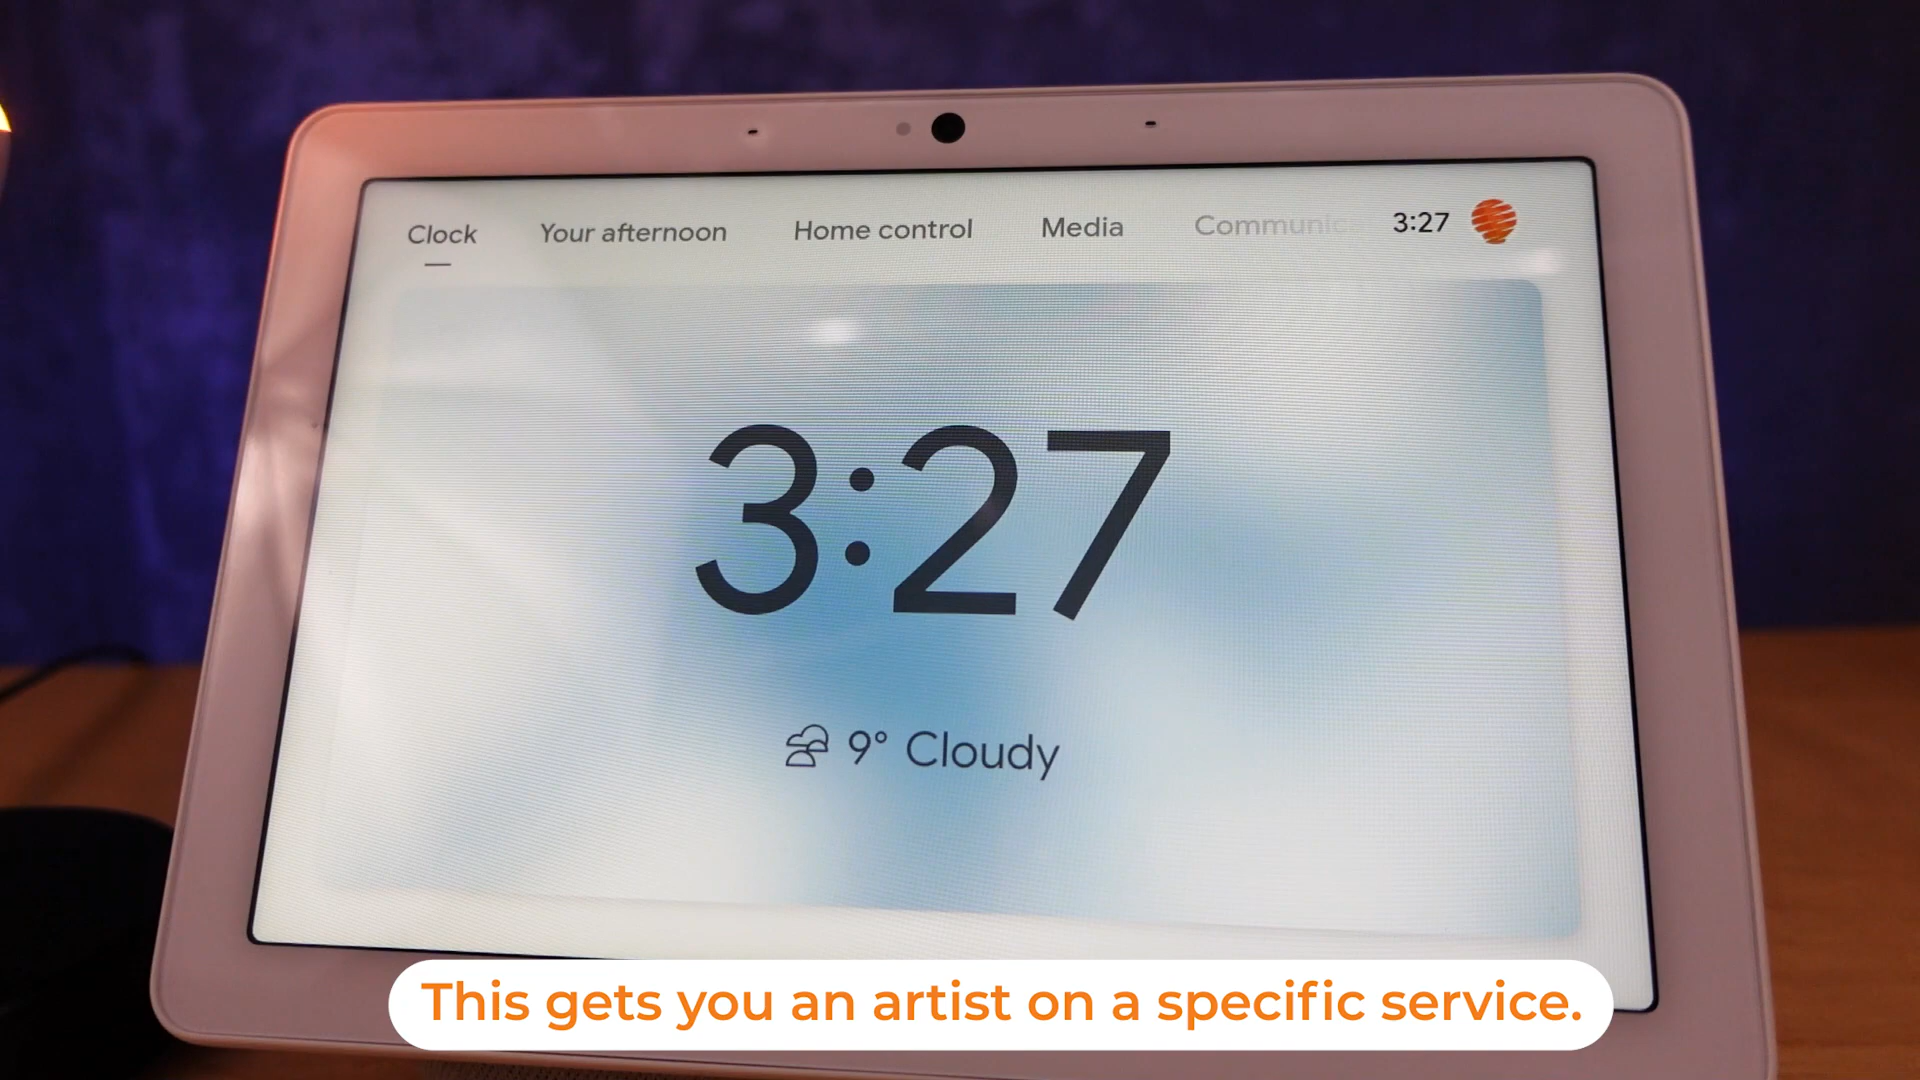 Clock Your afternoon Home control Media Communic 3:27
3:27
9° Cloudy
This gets you an artist on a specific service.